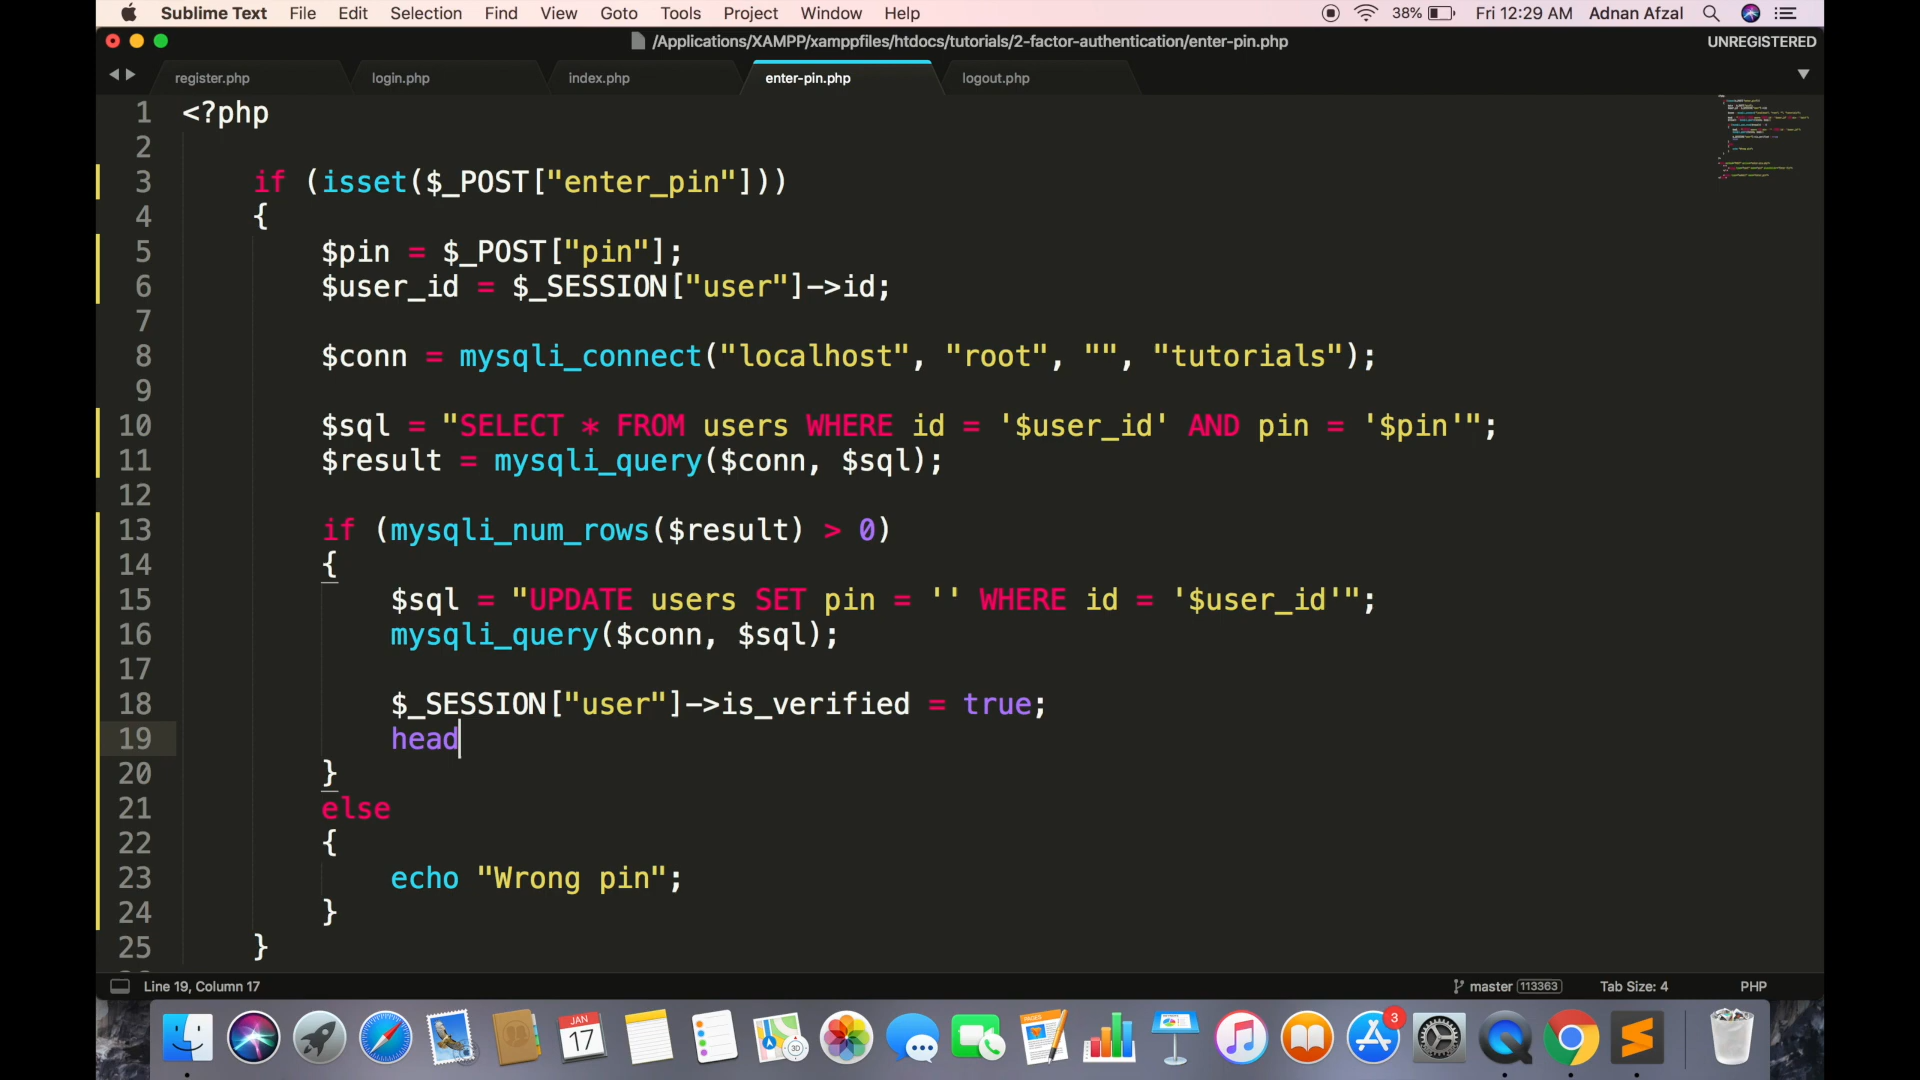 Sublime Text File Edit Selection Find View Goto Tools Project Window Help 38% Fri 12:29 AM Adnan Afzal
/Applications/XAMPP/xamppfiles/htdocs/tutorials/2-factor-authentication/enter-pin.php UNREGISTERED
register.php login.php index.php enter-pin.php logout.php
1 <?php
2
3 if (isset($_POST["enter_pin"]))
4 {
5 $pin = $_POST["pin"];
6 $user_id = $_SESSION["user"]->id;
7
8 $conn = mysqli_connect("localhost", "root", "", "tutorials");
9
10 $sql = "SELECT * FROM users WHERE id = '$user_id' AND pin = '$pin'";
11 $result = mysqli_query($conn, $sql);
12
13 if (mysqli_num_rows($result) > 0)
14 {
15 $sql = "UPDATE users SET pin = '' WHERE id = '$user_id'";
16 mysqli_query($conn, $sql);
17
18 $_SESSION["user"]->is_verified = true;
19 head
20 }
21 else
22 {
23 echo "Wrong pin";
24 }
25 }
Line 19, Column 17 master 113363 Tab Size: 4 PHP
JAN
17
3